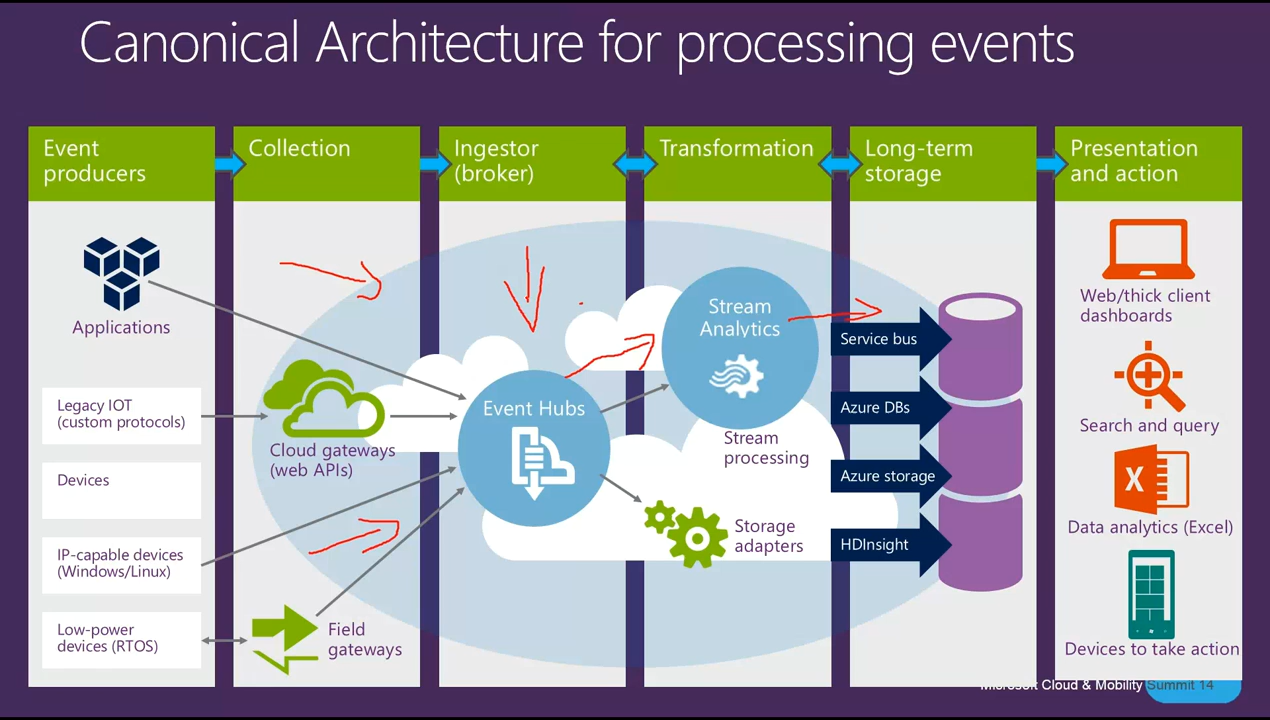 Canonical Architecture for processing events
Event
producers
Collection
Ingestor
(broker)
Transformation
Long-term
storage
Presentation
and action
Applications
Legacy IOT
(custom protocols)
Devices
IP-capable devices
(Windows/Linux)
Low-power
devices (RTOS)
Cloud gateways
(web APIs)
Field
gateways
Event Hubs
Stream
Analytics
Stream
processing
Storage
adapters
Service bus
Azure DBs
Azure storage
HDInsight
Web/thick client
dashboards
Search and query
X
Data analytics (Excel)
Devices to take action
Microsoft Cloud & Mobility Summit 14